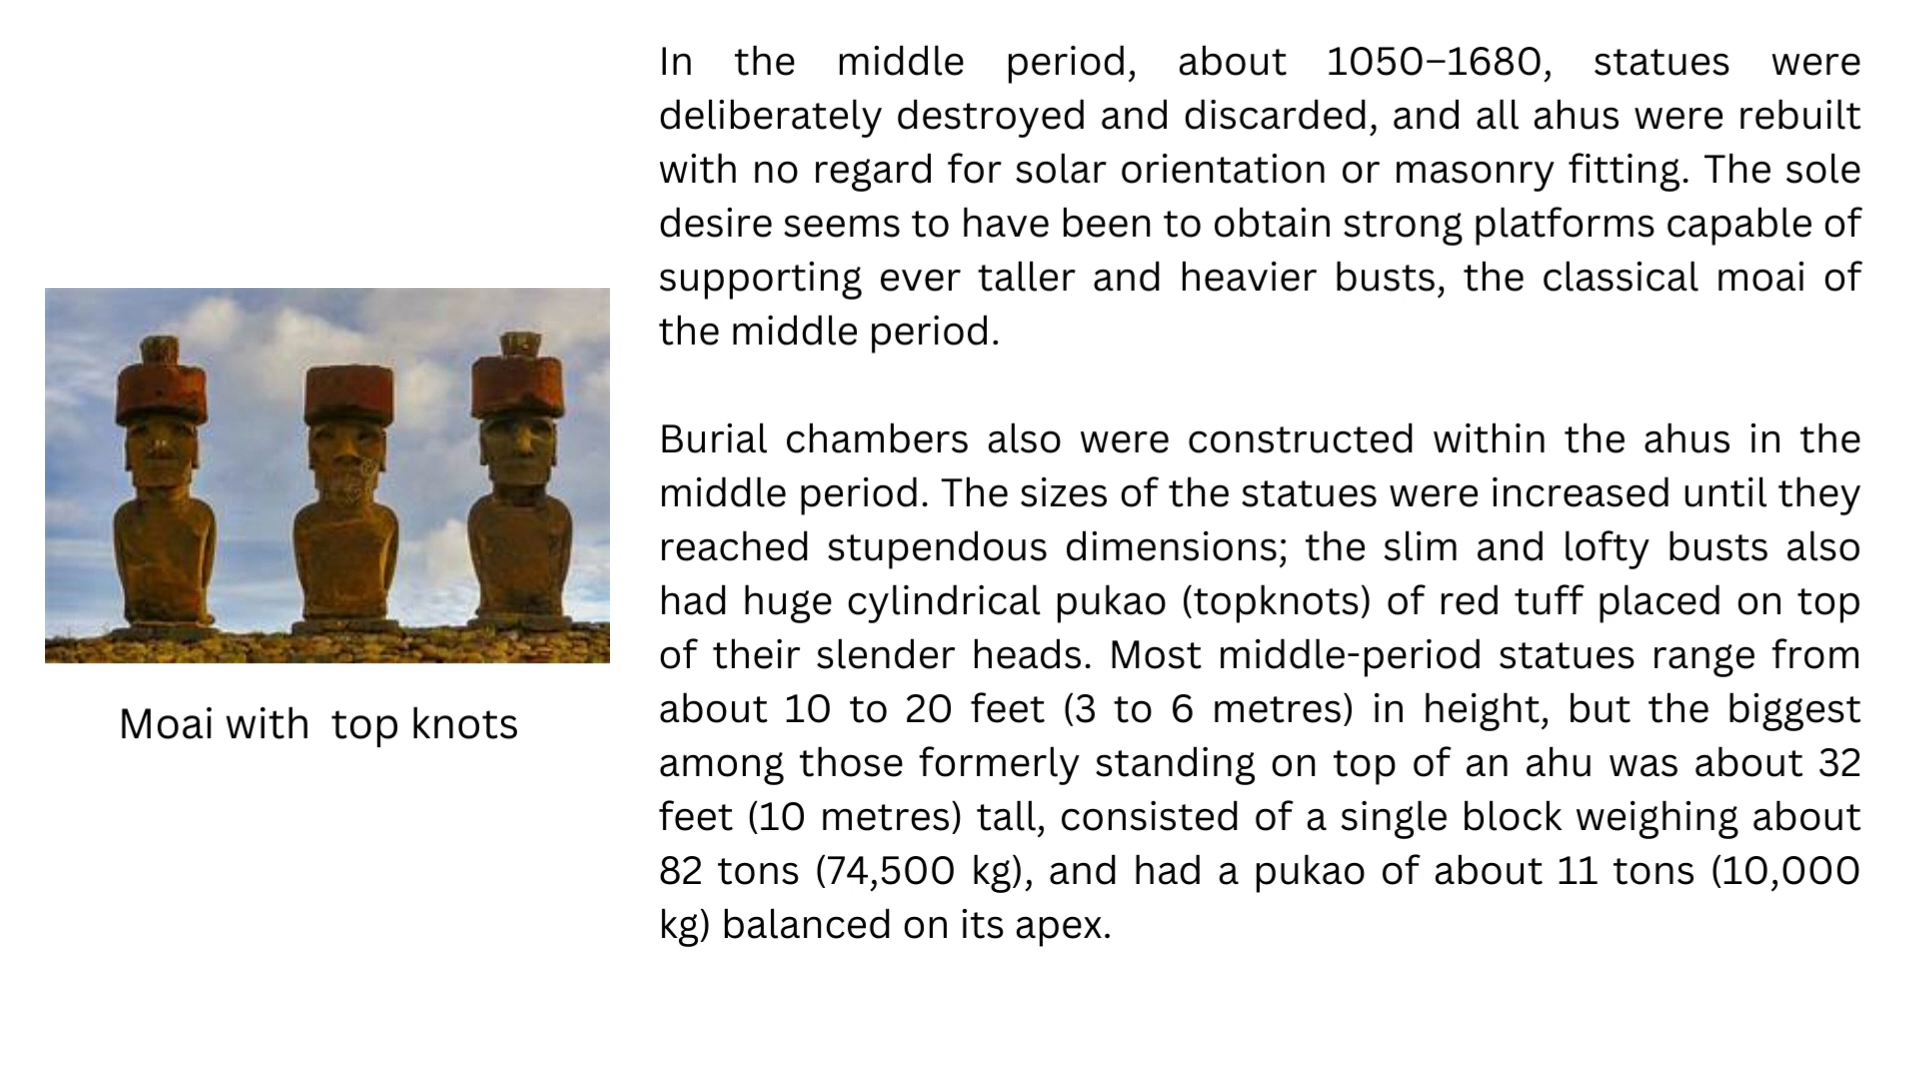 In the middle period, about 1050–1680, statues were
deliberately destroyed and discarded, and all ahus were rebuilt
with no regard for solar orientation or masonry fitting. The sole
desire seems to have been to obtain strong platforms capable of
supporting ever taller and heavier busts, the classical moai of
the middle period.
Burial chambers also were constructed within the ahus in the
middle period. The sizes of the statues were increased until they
reached stupendous dimensions; the slim and lofty busts also
had huge cylindrical pukao (topknots) of red tuff placed on top
of their slender heads. Most middle-period statues range from
about 10 to 20 feet (3 to 6 metres) in height, but the biggest
among those formerly standing on top of an ahu was about 32
feet (10 metres) tall, consisted of a single block weighing about
82 tons (74,500 kg), and had a pukao of about 11 tons (10,000
kg) balanced on its apex.
Moai with  top knots